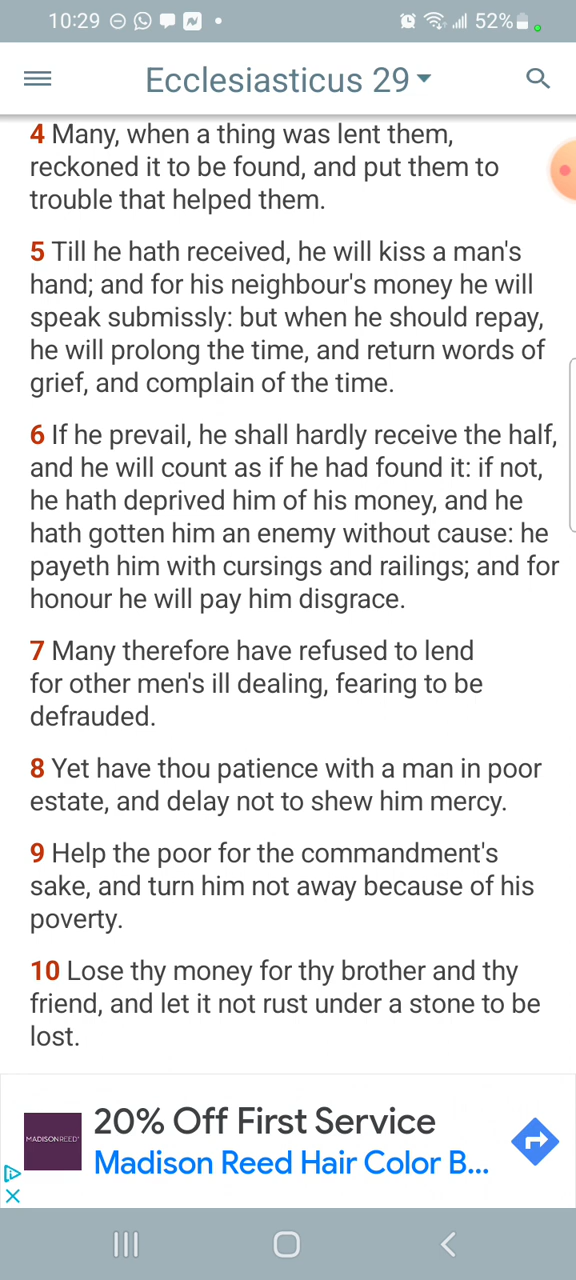 10:29
52%
Ecclesiasticus 29
4 Many, when a thing was lent them,
reckoned it to be found, and put them to
trouble that helped them.
5 Till he hath received, he will kiss a man's
hand; and for his neighbour's money he will
speak submissly: but when he should repay,
he will prolong the time, and return words of
grief, and complain of the time.
6 If he prevail, he shall hardly receive the half,
and he will count as if he had found it: if not,
he hath deprived him of his money, and he
hath gotten him an enemy without cause: he
payeth him with cursings and railings; and for
honour he will pay him disgrace.
7 Many therefore have refused to lend
for other men's ill dealing, fearing to be
defrauded.
8 Yet have thou patience with a man in poor
estate, and delay not to shew him mercy.
9 Help the poor for the commandment's
sake, and turn him not away because of his
poverty.
10 Lose thy money for thy brother and thy
friend, and let it not rust under a stone to be
lost.
20% Off First Service
MADISON REED
Madison Reed Hair Color B...